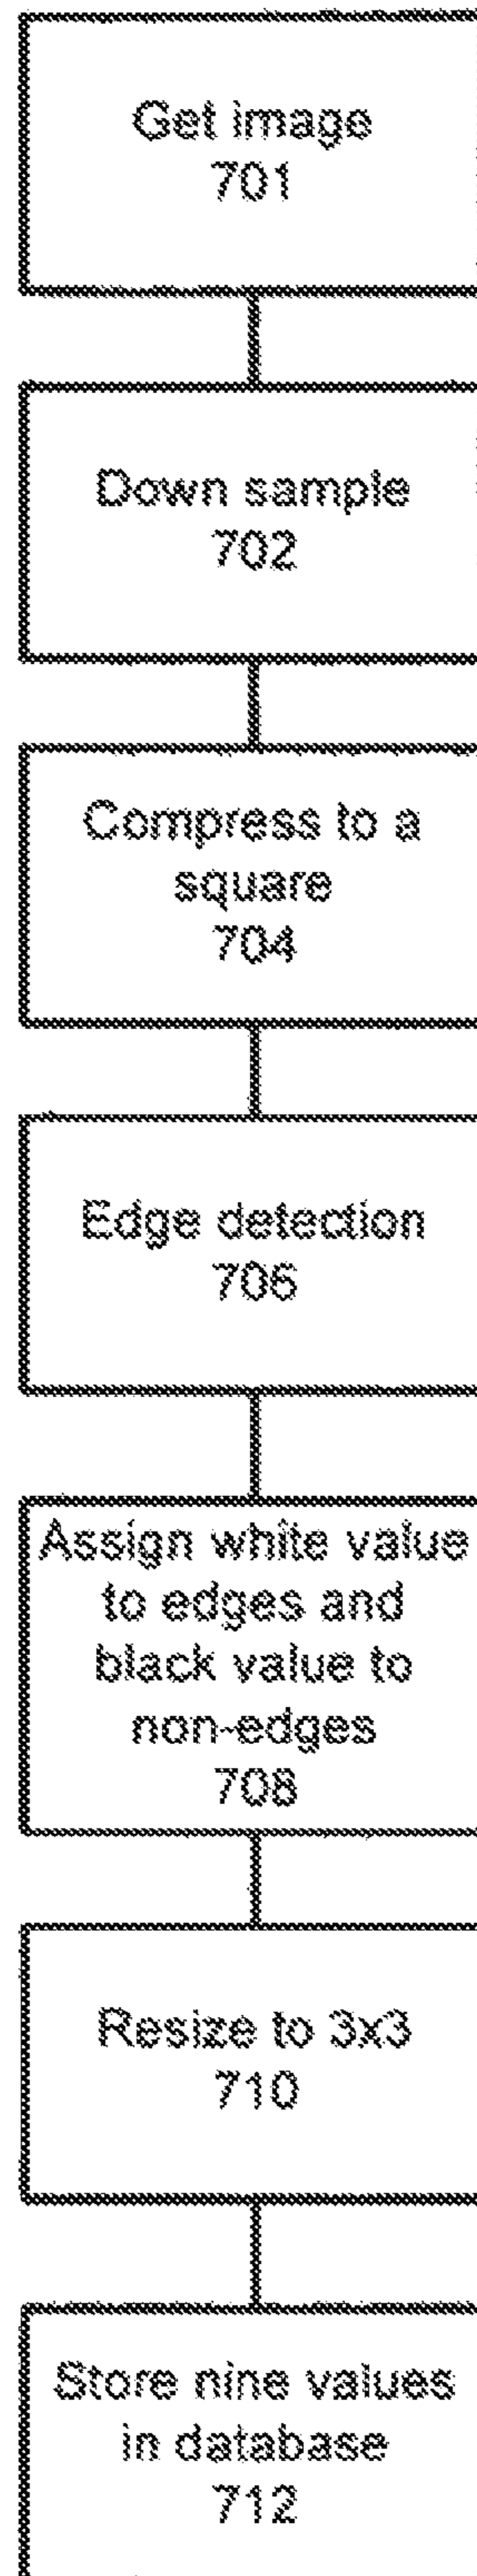 Get image
701
Down sample
702
Compress to a
square
704
Edge detection
706
Assign white value
to edges and
black value to
non-edges
708
Resize to 3x3
710
Store nine values
in database
712